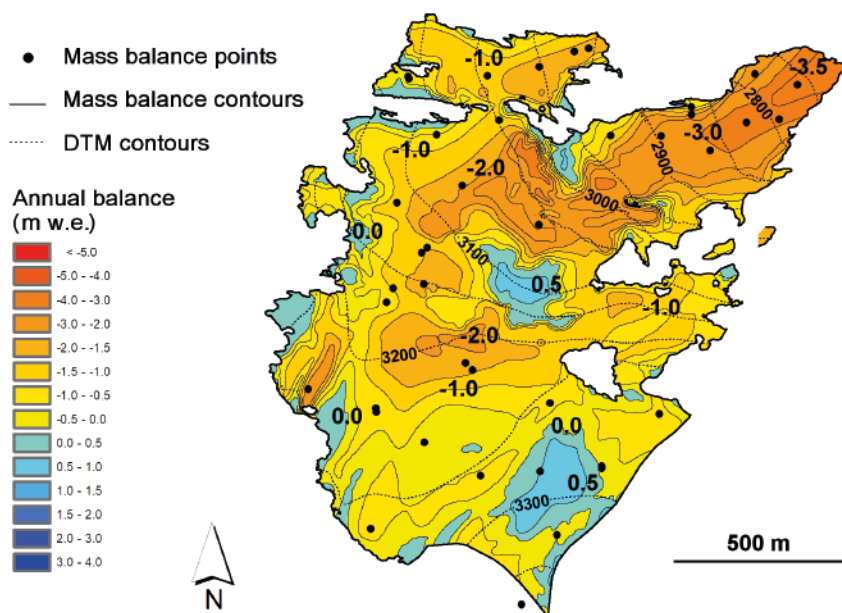 Mass balance points
Mass balance contours
DTM contours
Annual balance
(m w.e.)
< -5.0
-5.0 - -4.0
-4.0 - -3.0
-3.0 - -2.0
-2.0 - -1.5
-1.5 - -1.0
-1.0 - -0.5
-0.5 - 0.0
0.0 - 0.5
0.5 - 1.0
1.0 - 1.5
1.5 - 2.0
2.0 - 3.0
3.0 - 4.0
N
500 m
-1.0
-3.5
2800
-3.0
-1.0
2900
-2.0
3000
0.0
3100
0.5
-1.0
-2.0
3200
-1.0
0.0
0.0
0.5
3300